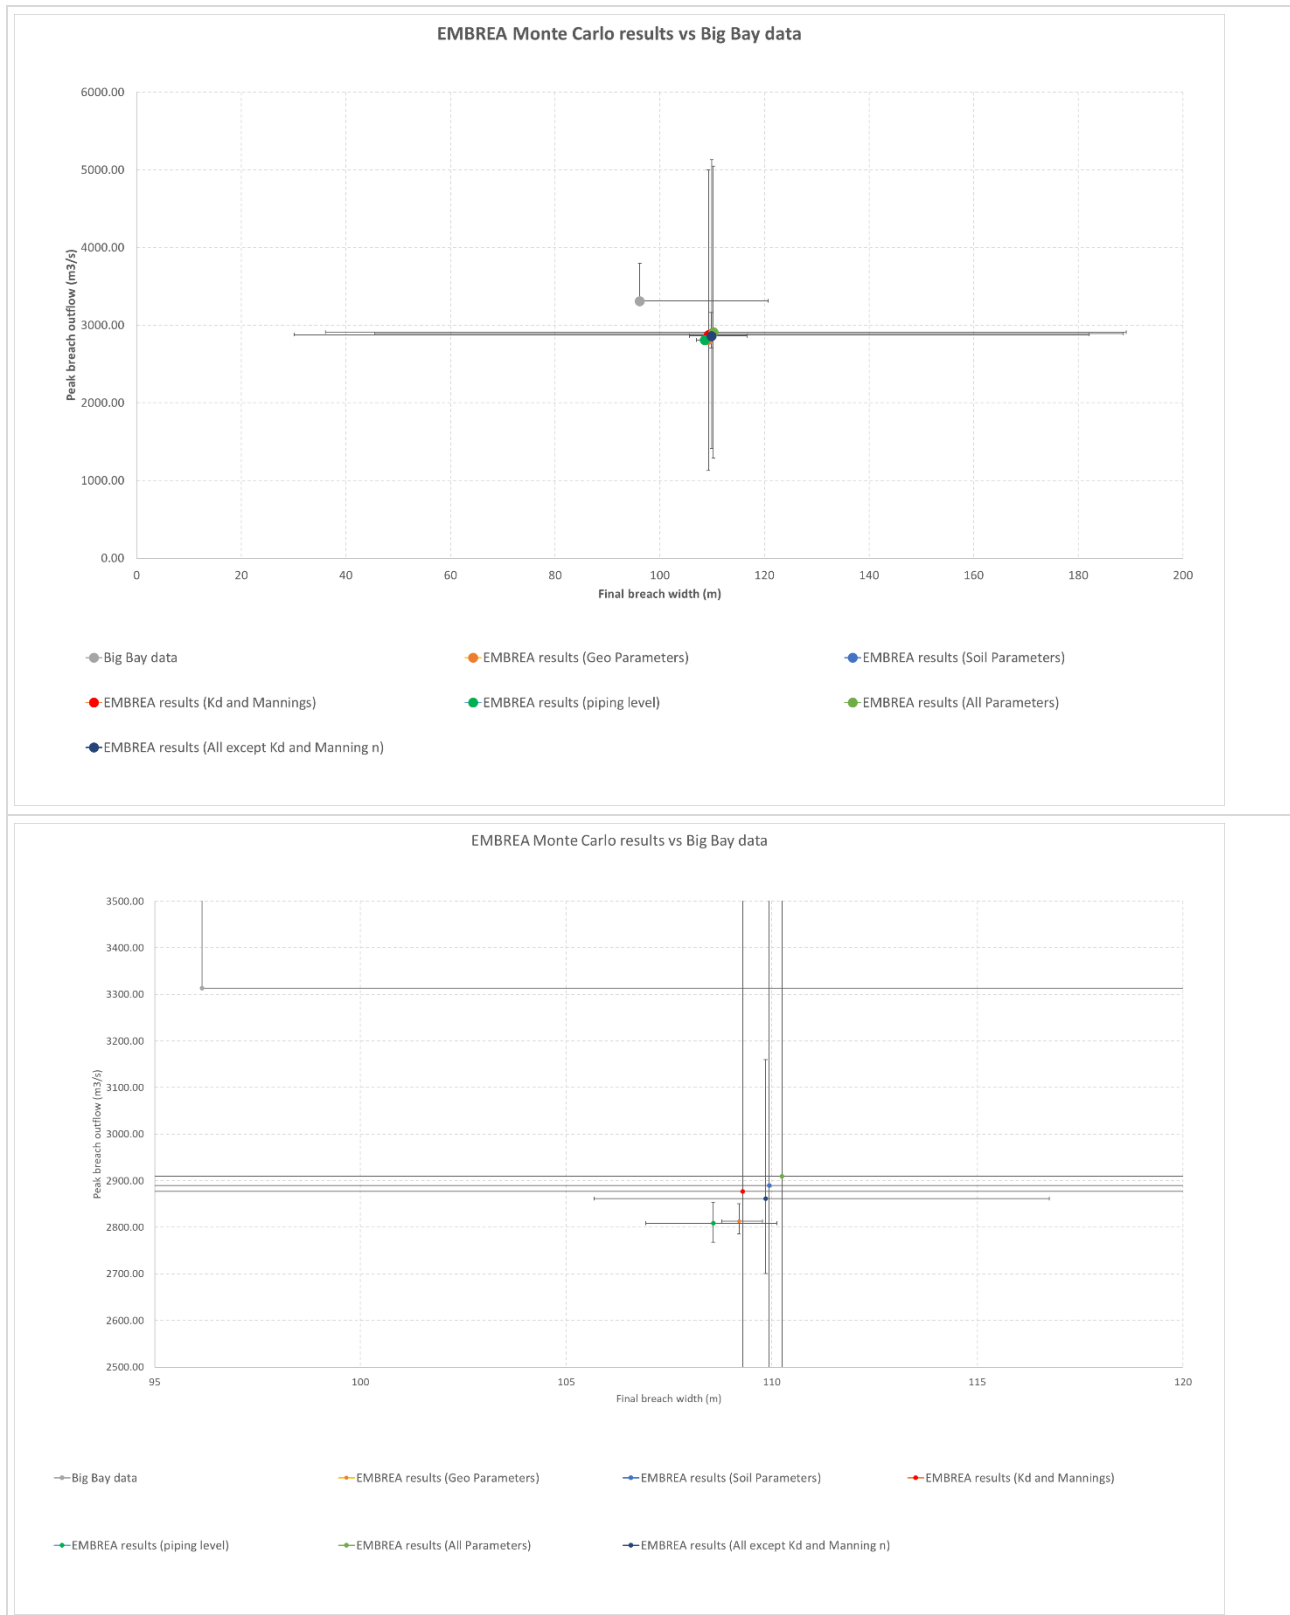 EMBREA Monte Carlo results vs Big Bay data
6000.00
5000.00
4000.00
3000.00
2000.00
1000.00
0.00
Peak breach outflow (m3/s)
0 20 40 60 80 100 120 140 160 180 200
Final breach width (m)
Big Bay data EMBREA results (Geo Parameters) EMBREA results (Soil Parameters)
EMBREA results (Kd and Mannings) EMBREA results (piping level) EMBREA results (All Parameters)
EMBREA results (All except Kd and Manning n)
EMBREA Monte Carlo results vs Big Bay data
3500.00
3400.00
3300.00
3200.00
3100.00
3000.00
2900.00
2800.00
2700.00
2600.00
2500.00
Peak breach outflow (m3/s)
95 100 105 110 115 120
Final breach width (m)
Big Bay data EMBREA results (Geo Parameters) EMBREA results (Soil Parameters) EMBREA results (Kd and Mannings)
EMBREA results (piping level) EMBREA results (All Parameters) EMBREA results (All except Kd and Manning n)